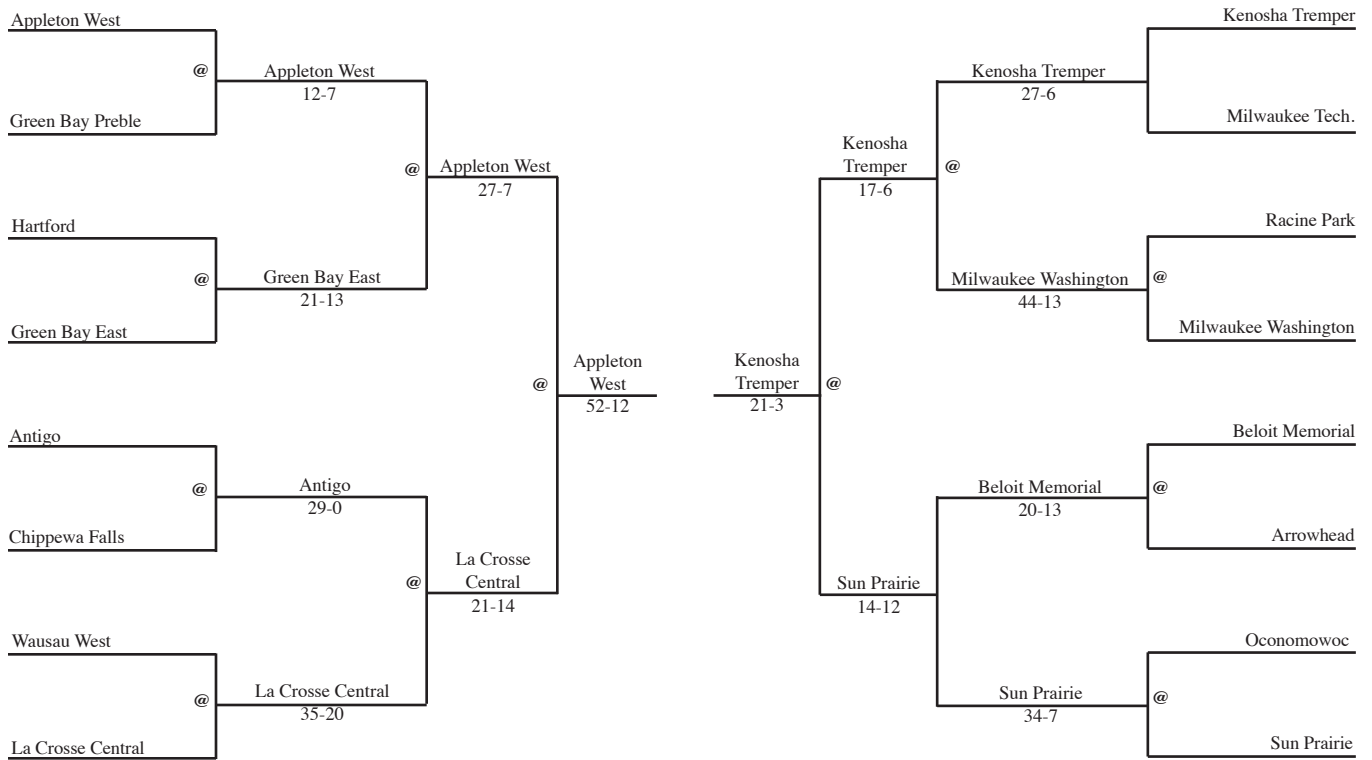 Appleton West
@
Green Bay Preble
Appleton West
12-7
Hartford
@
Green Bay East
Green Bay East
21-13
@
Appleton West
27-7
Antigo
@
Chippewa Falls
Antigo
29-0
Wausau West
@
La Crosse Central
La Crosse Central
35-20
@
La Crosse
Central
21-14
@
Appleton
West
52-12
Kenosha
Tremper
21-3
@
Kenosha
Tremper
17-6
@
Kenosha Tremper
27-6
Kenosha Tremper
Milwaukee Tech.
Milwaukee Washington
44-13
Racine Park
@
Milwaukee Washington
Sun Prairie
14-12
Beloit Memorial
20-13
Beloit Memorial
@
Arrowhead
Sun Prairie
34-7
Oconomowoc
@
Sun Prairie